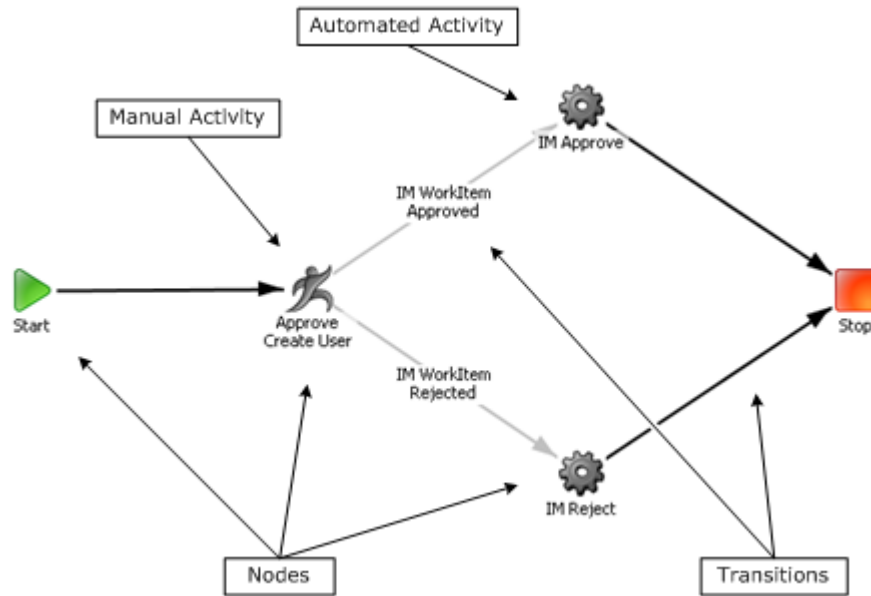 Automated Activity
Manual Activity
IM Approve
IM WorkItem
Approved
Start
Approve
Create User
Stop
IM WorkItem
Rejected
IM Reject
Nodes
Transitions